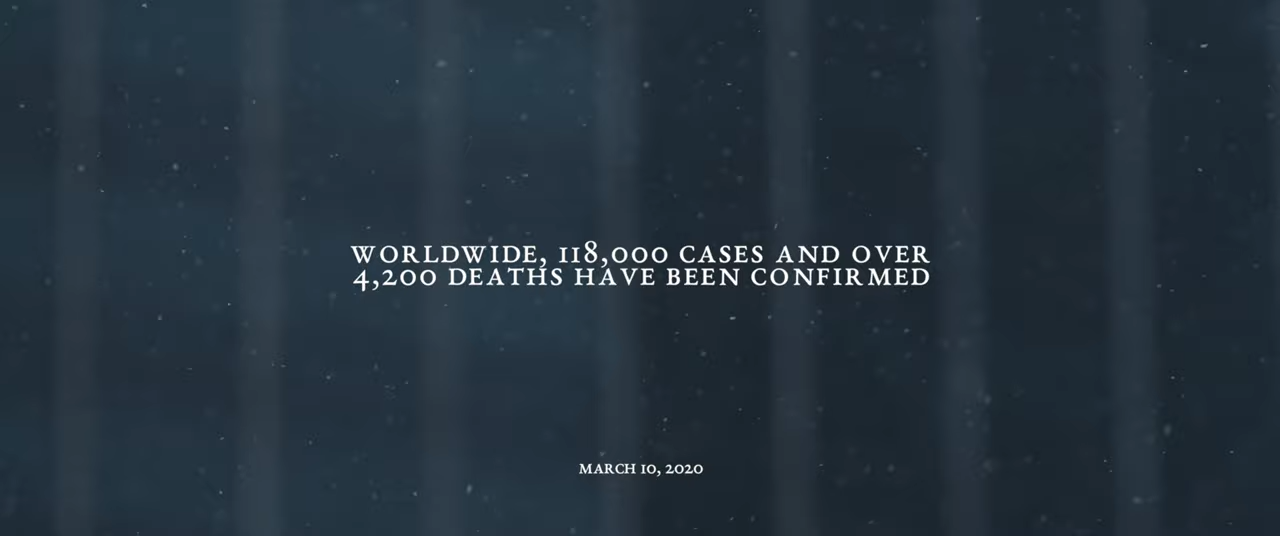 WORLDWIDE, 118,000 CASES AND OVER
4,200 DEATHS HAVE BEEN CONFIRMED
MARCH 10, 2020